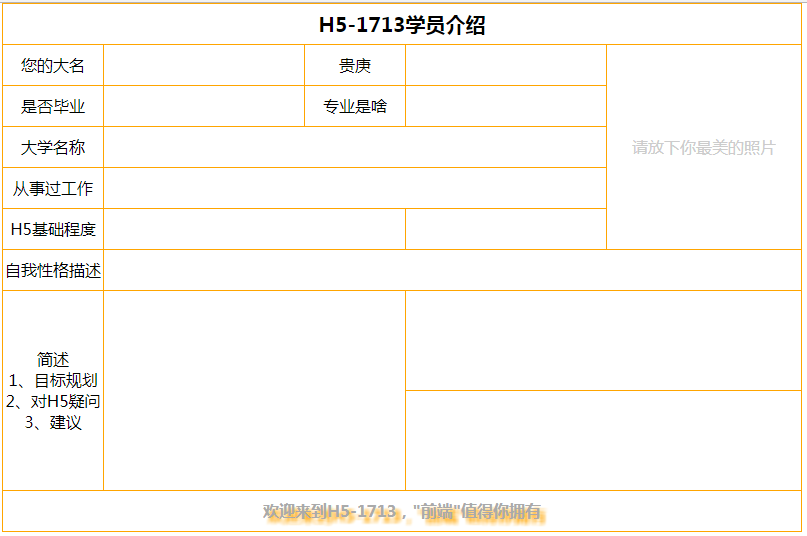 H5-1713学员介绍
您的大名
贵庚
是否毕业
专业是啥
大学名称
请放下你最美的照片
从事过工作
H5基础程度
自我性格描述
简述
1、目标规划
2、对H5疑问
3、建议
欢迎来到H5-1713，"前端"值得你拥有